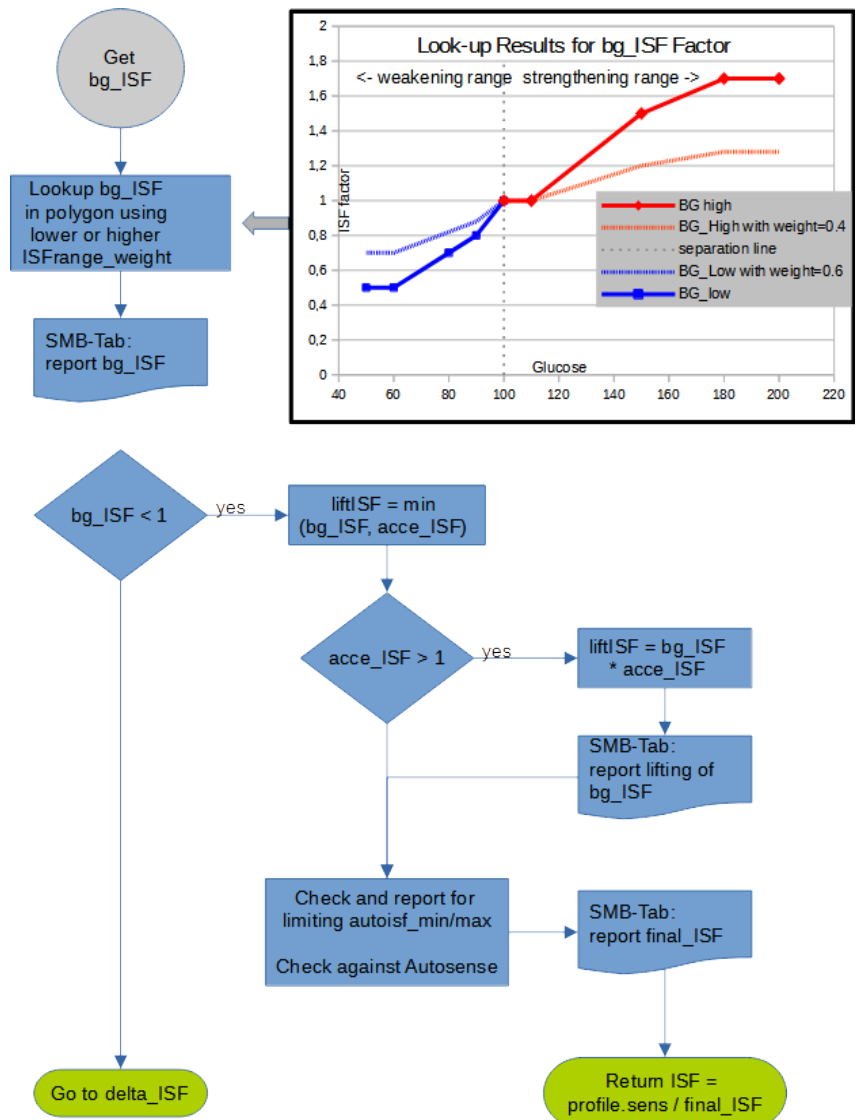 Get
bg_ISF
Lookup bg_ISF
in polygon using
lower or higher
ISFrange_weight
SMB-Tab:
report bg_ISF
Look-up Results for bg_ISF Factor
<- weakening range strengthening range ->
2
1,8
1,6
1,4
1,2
1
0,8
0,6
0,4
0,2
0
ISF factor
BG high
BG_High with weight=0.4
separation line
BG_Low with weight=0.6
BG_low
Glucose
40 60 80 100 120 140 160 180 200 220
bg_ISF < 1
yes
liftISF = min
(bg_ISF, acce_ISF)
acce_ISF > 1
yes
liftISF = bg_ISF
* acce_ISF
SMB-Tab:
report lifting of
bg_ISF
Check and report for
limiting autoisf_min/max
Check against Autosense
SMB-Tab:
report final_ISF
Go to delta_ISF
Return ISF =
profile.sens / final_ISF